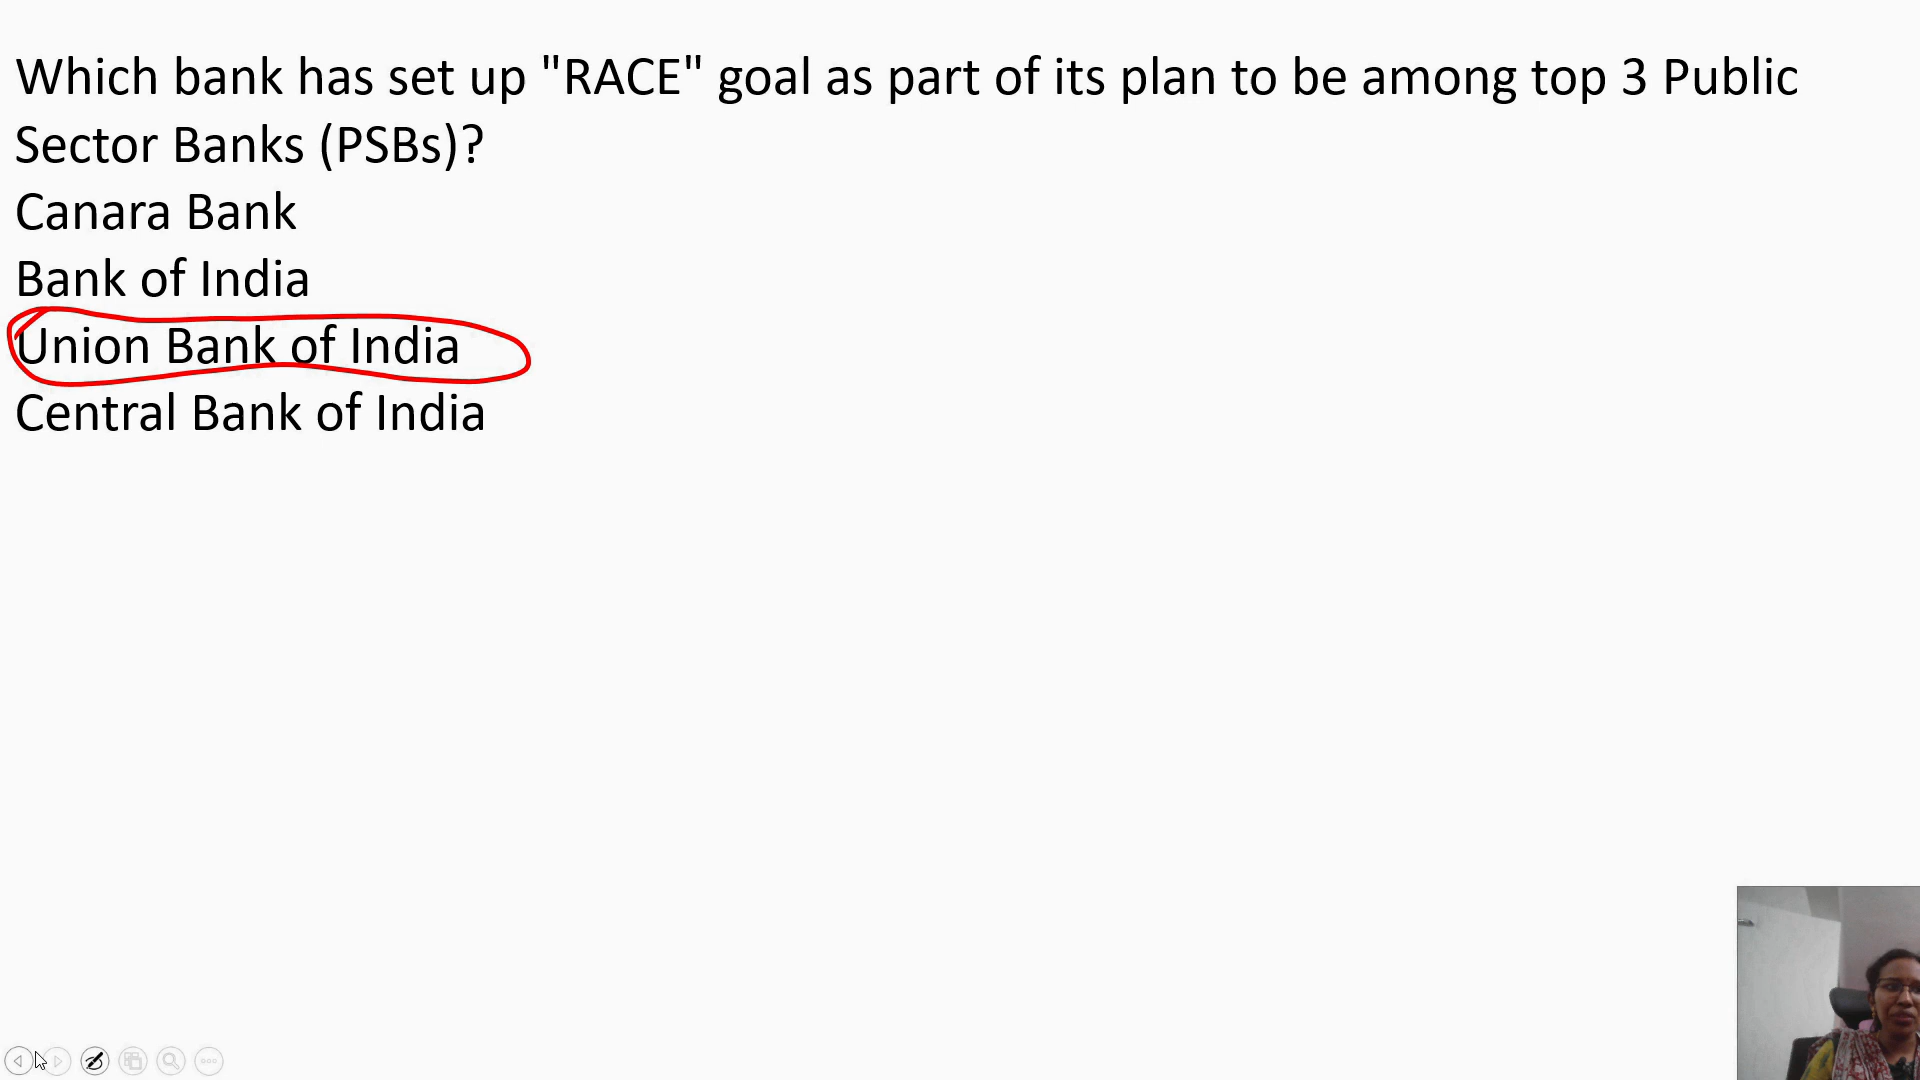 Which bank has set up "RACE" goal as part of its plan to be among top 3 Public
Sector Banks (PSBs)?
Canara Bank
Bank of India
Union Bank of India
Central Bank of India